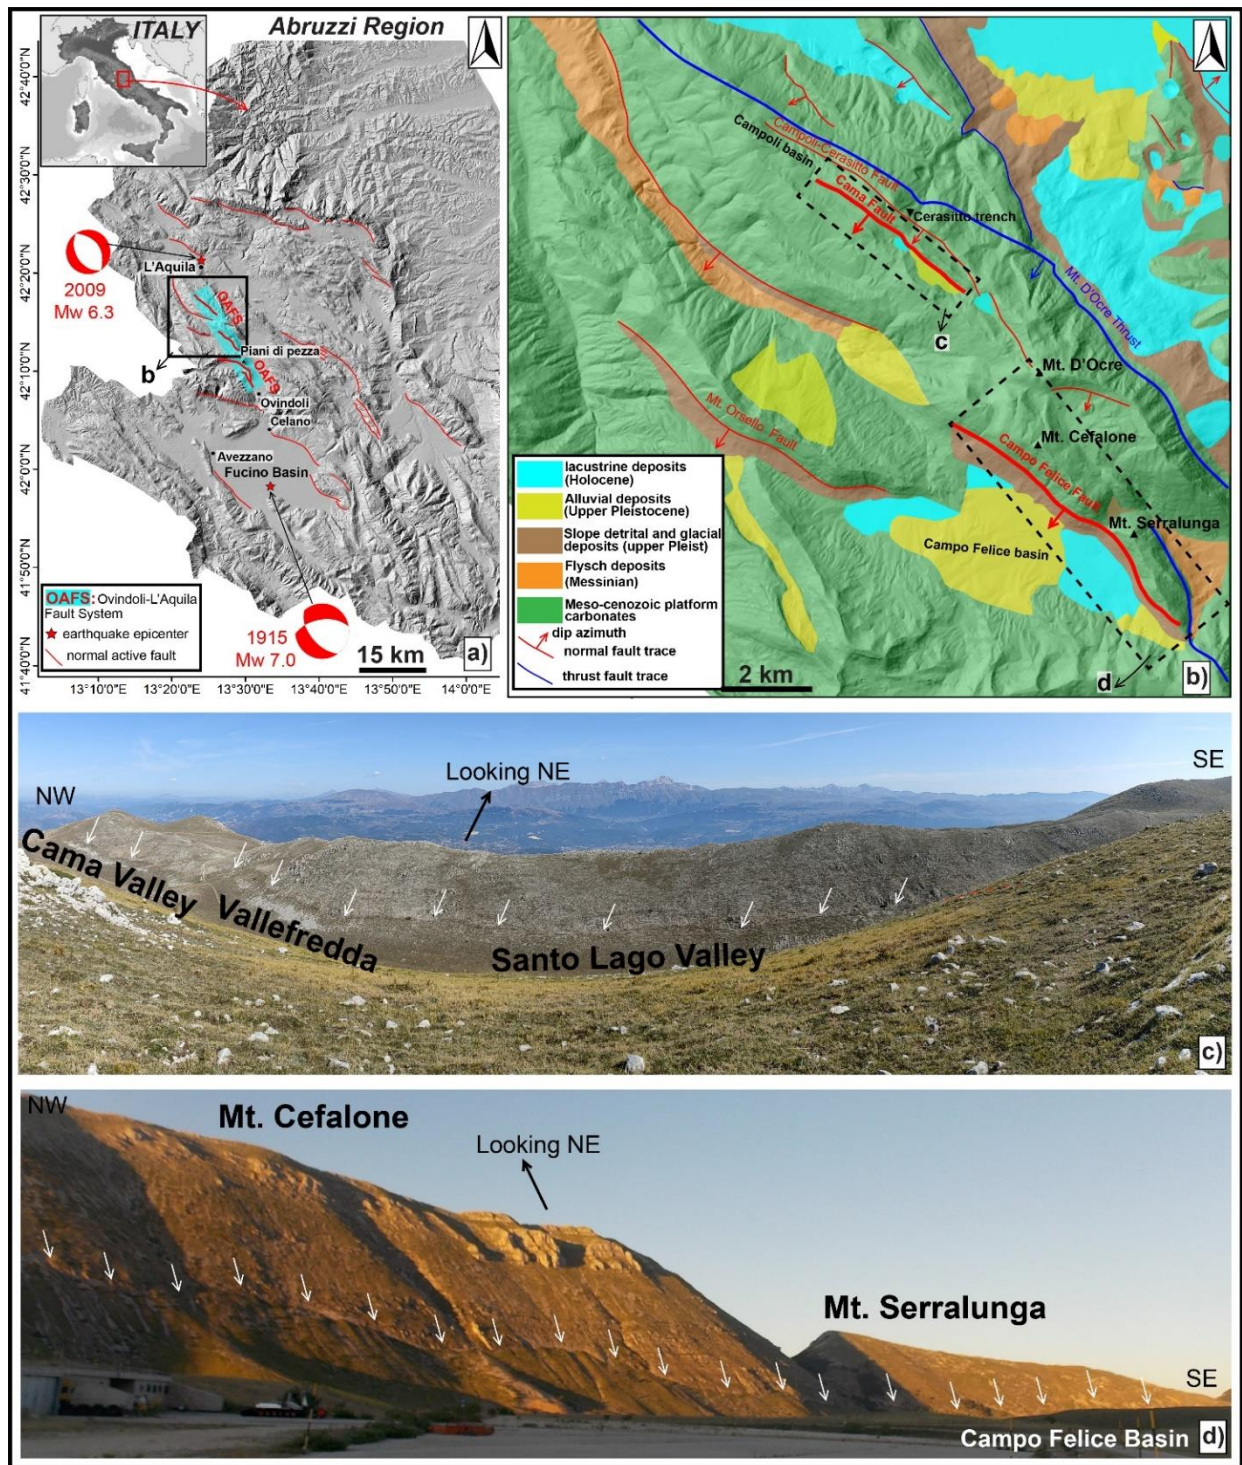 ITALY
Abruzzi Region
42°40'0"N
42°30'0"N
42°20'0"N
42°10'0"N
42°0'0"N
41°50'0"N
41°40'0"N
2009
Mw 6.3
L'Aquila
OAFS
Piani di pezza
b
OAFS
Ovindoli
Celano
Avezzano
Fucino Basin
1915
Mw 7.0
15 km
a)
OAFS: Ovindoli-L'Aquila
Fault System
earthquake epicenter
normal active fault
13°10'0"E
13°20'0"E
13°30'0"E
13°40'0"E
13°50'0"E
14°0'0"E
Campoli-Cerasitto Fault
Campoli basin
Cama Fault
Cerasitto trench
c
Mt. D'Ocre Thrust
Mt. D'Ocre
Mt. Cefalone
Mt. Orsello Fault
Campo Felice Fault
Mt. Serralunga
Campo Felice basin
lacustrine deposits
(Holocene)
Alluvial deposits
(Upper Pleistocene)
Slope detrital and glacial
deposits (upper Pleist)
Flysch deposits
(Messinian)
Meso-cenozoic platform
carbonates
dip azimuth
normal fault trace
thrust fault trace
2 km
d
b)
NW
Looking NE
SE
Cama Valley
Vallefredda
Santo Lago Valley
c)
NW
Mt. Cefalone
Looking NE
Mt. Serralunga
SE
Campo Felice Basin
d)